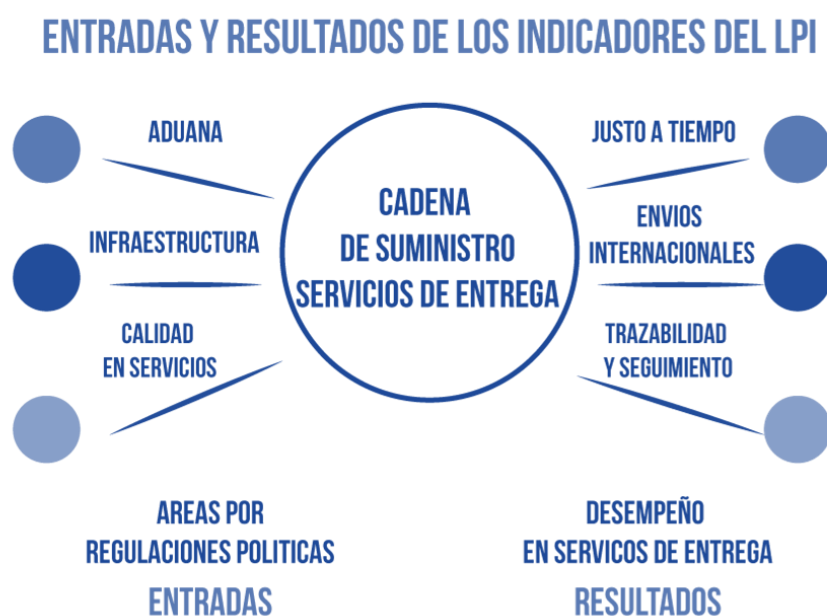 ENTRADAS Y RESULTADOS DE LOS INDICADORES DEL LPI
ADUANA
INFRAESTRUCTURA
CALIDAD
EN SERVICIOS
CADENA
DE SUMINISTRO
SERVICIOS DE ENTREGA
JUSTO A TIEMPO
ENVIOS
INTERNACIONALES
TRAZABILIDAD
Y SEGUIMIENTO
AREAS POR
REGULACIONES POLITICAS
ENTRADAS
DESEMPEÑO
EN SERVICOS DE ENTREGA
RESULTADOS